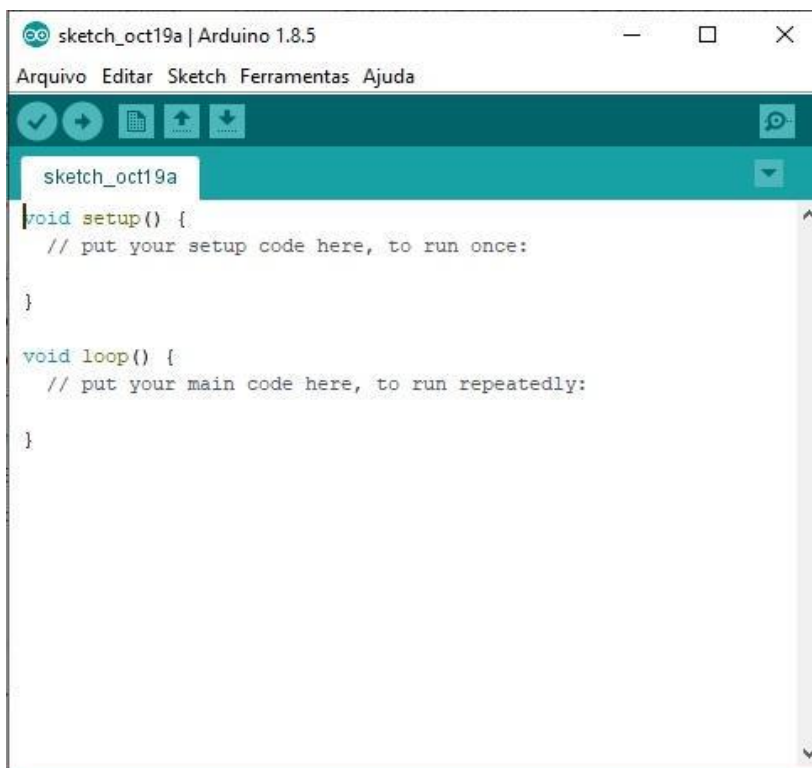 sketch_oct19a | Arduino 1.8.5
Arquivo Editar Sketch Ferramentas Ajuda
sketch_oct19a
void setup() {
  // put your setup code here, to run once:

}

void loop() {
  // put your main code here, to run repeatedly:

}